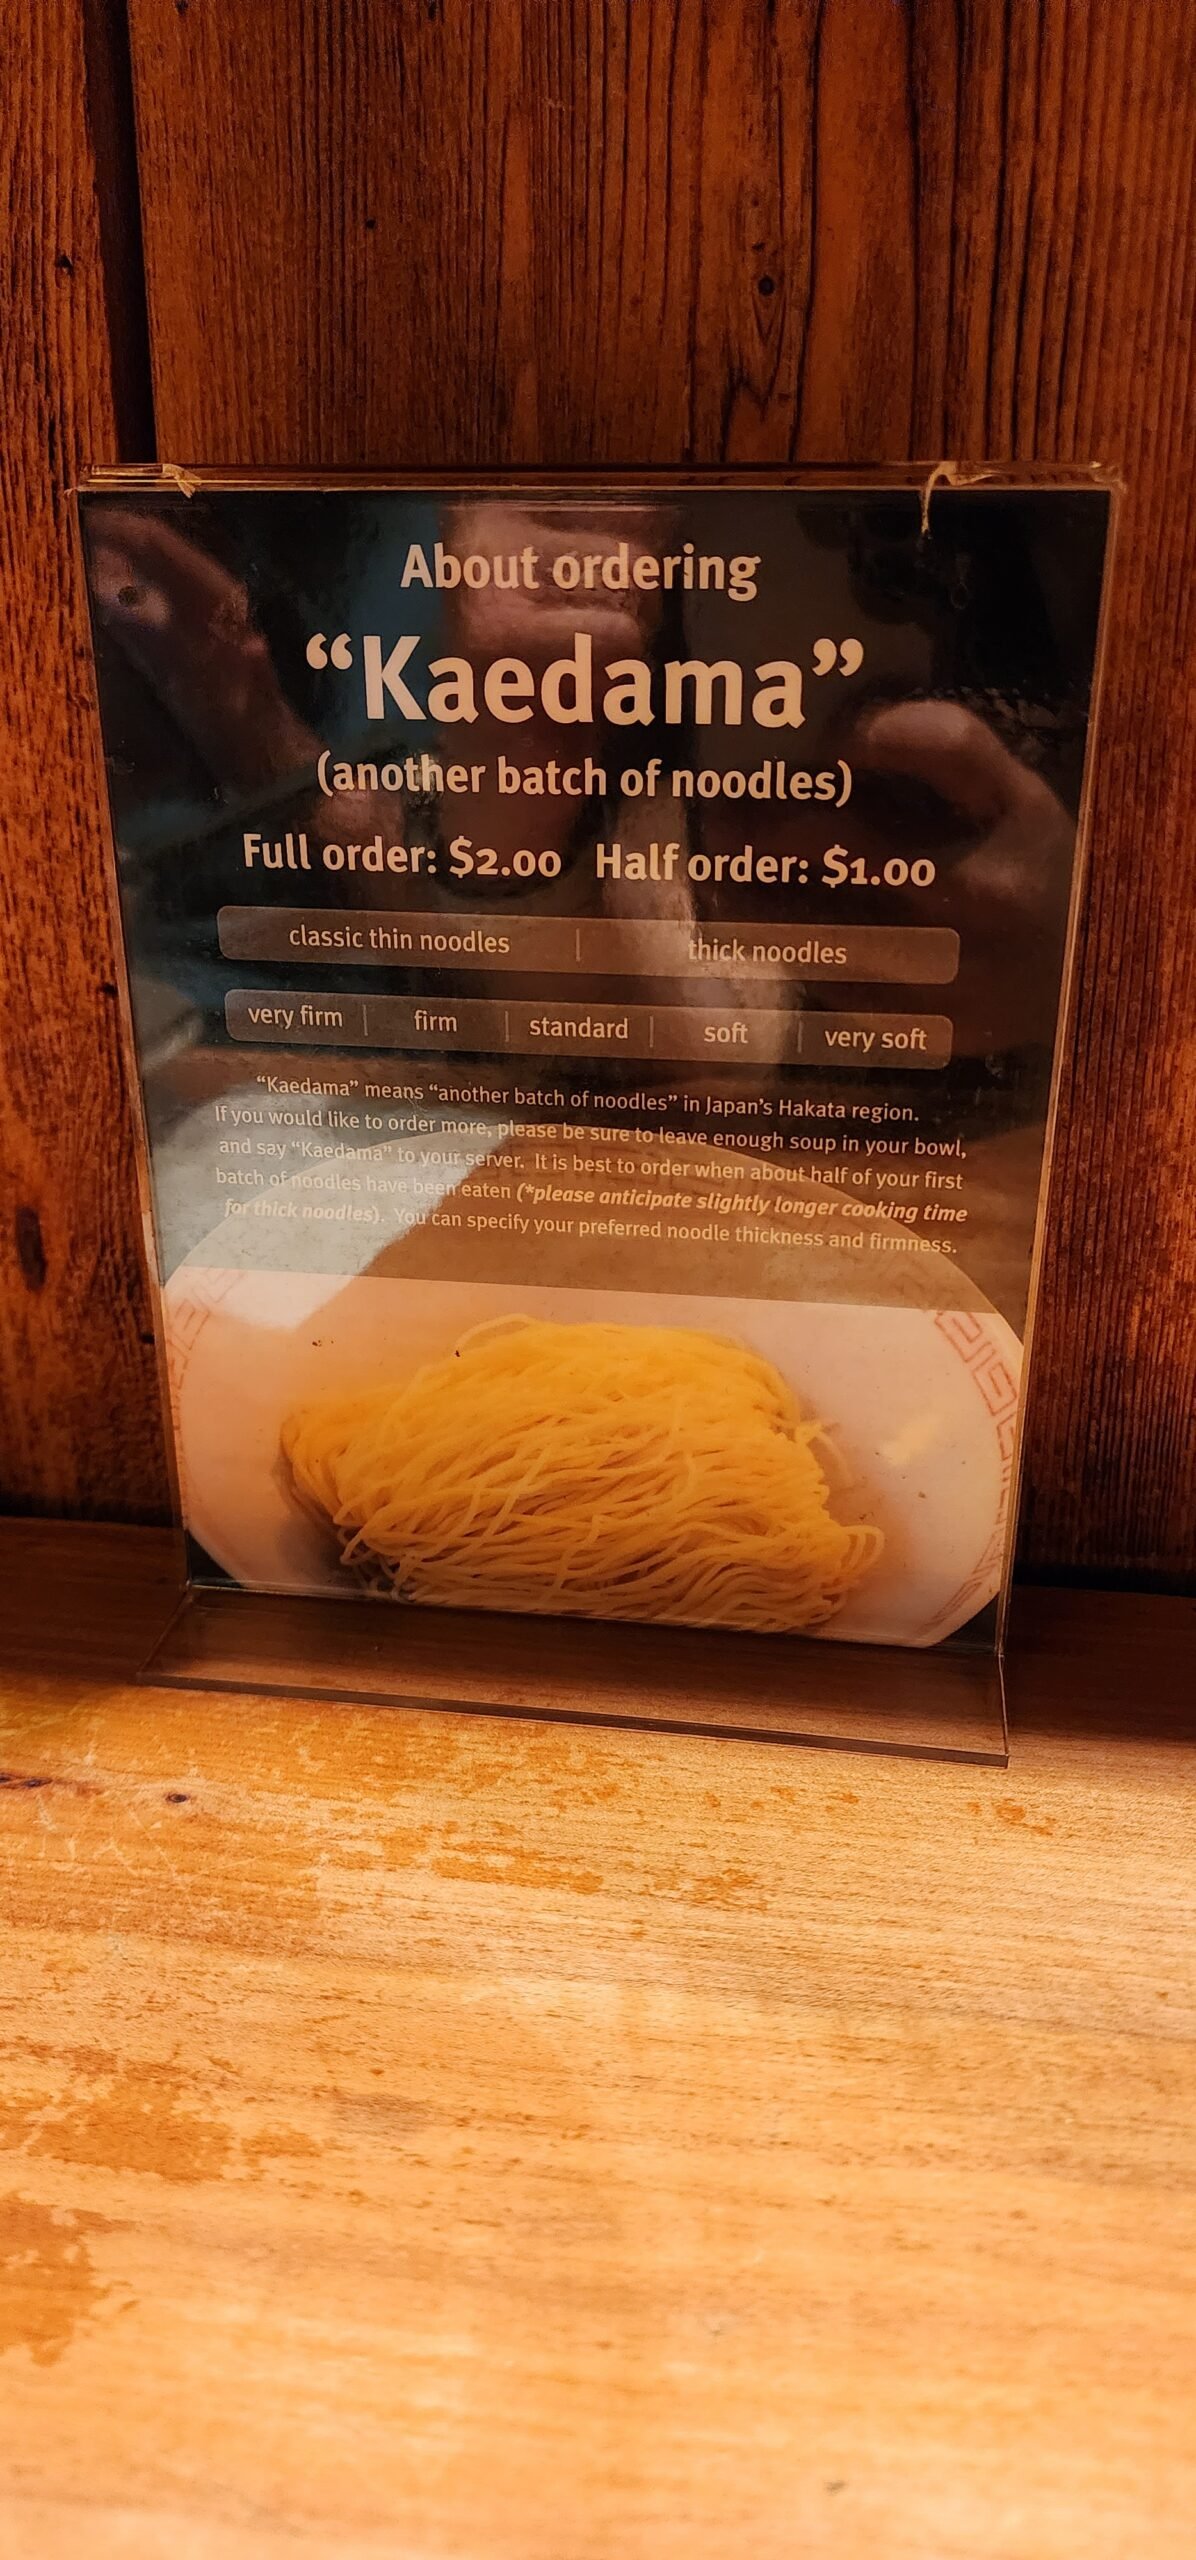 About ordering
“Kaedama”
(another batch of noodles)
Full order: $2.00 Half order: $1.00
classic thin noodles | thick noodles
very firm | firm | standard | soft | very soft
“Kaedama” means “another batch of noodles” in Japan’s Hakata region.
If you would like to order more, please be sure to leave enough soup in your bowl,
and say “Kaedama” to your server. It is best to order when about half of your first
batch of noodles have been eaten (*please anticipate slightly longer cooking time
for thick noodles). You can specify your preferred noodle thickness and firmness.